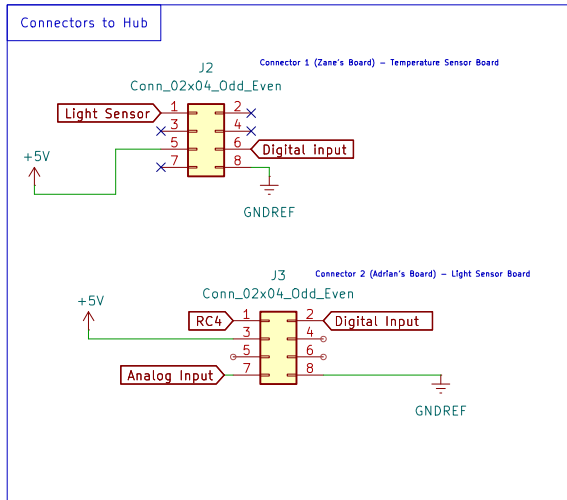 Connectors to Hub
Connector 1 (Zane's Board) – Temperature Sensor Board
J2
Conn_02x04_Odd_Even
Light Sensor 1 2
3 4
+5V 5 6 Digital input
7 8
GNDREF
J3 Connector 2 (Adrian's Board) – Light Sensor Board
Conn_02x04_Odd_Even
+5V
RC4 1 2 Digital Input
3 4
5 6
Analog Input 7 8
GNDREF